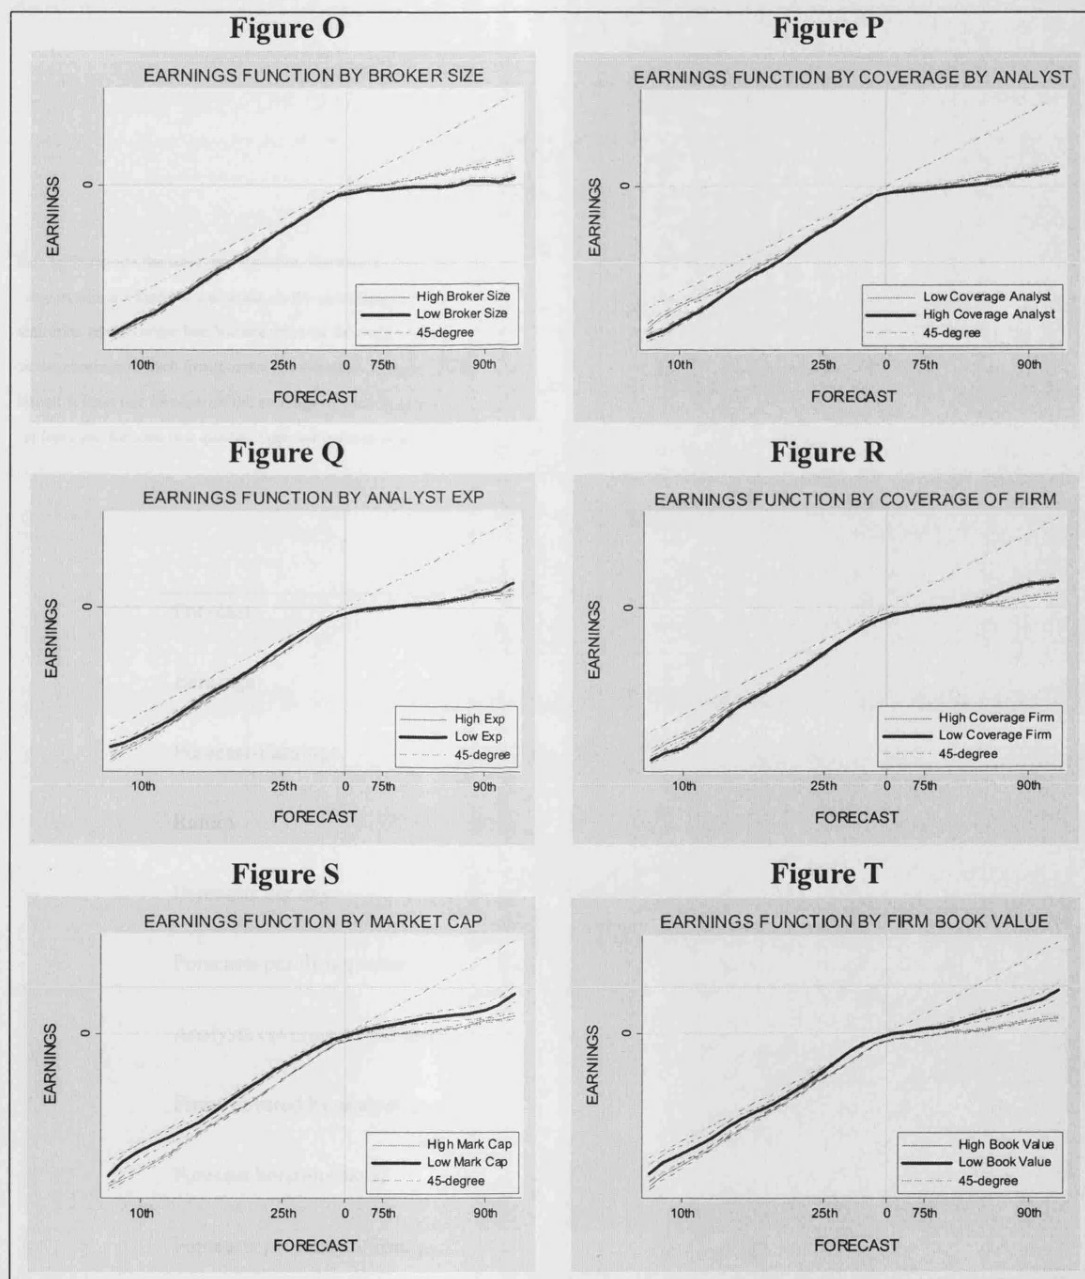 Figure O
EARNINGS FUNCTION BY BROKER SIZE
EARNINGS
0
High Broker Size
Low Broker Size
45-degree
10th 25th 0 75th 90th
FORECAST
Figure P
EARNINGS FUNCTION BY COVERAGE BY ANALYST
EARNINGS
0
Low Coverage Analyst
High Coverage Analyst
45-degree
10th 25th 0 75th 90th
FORECAST
Figure Q
EARNINGS FUNCTION BY ANALYST EXP
EARNINGS
0
High Exp
Low Exp
45-degree
10th 25th 0 75th 90th
FORECAST
Figure R
EARNINGS FUNCTION BY COVERAGE OF FIRM
EARNINGS
0
High Coverage Firm
Low Coverage Firm
45-degree
10th 25th 0 75th 90th
FORECAST
Figure S
EARNINGS FUNCTION BY MARKET CAP
EARNINGS
0
High Mark Cap
Low Mark Cap
45-degree
10th 25th 0 75th 90th
FORECAST
Figure T
EARNINGS FUNCTION BY FIRM BOOK VALUE
EARNINGS
0
High Book Value
Low Book Value
45-degree
10th 25th 0 75th 90th
FORECAST